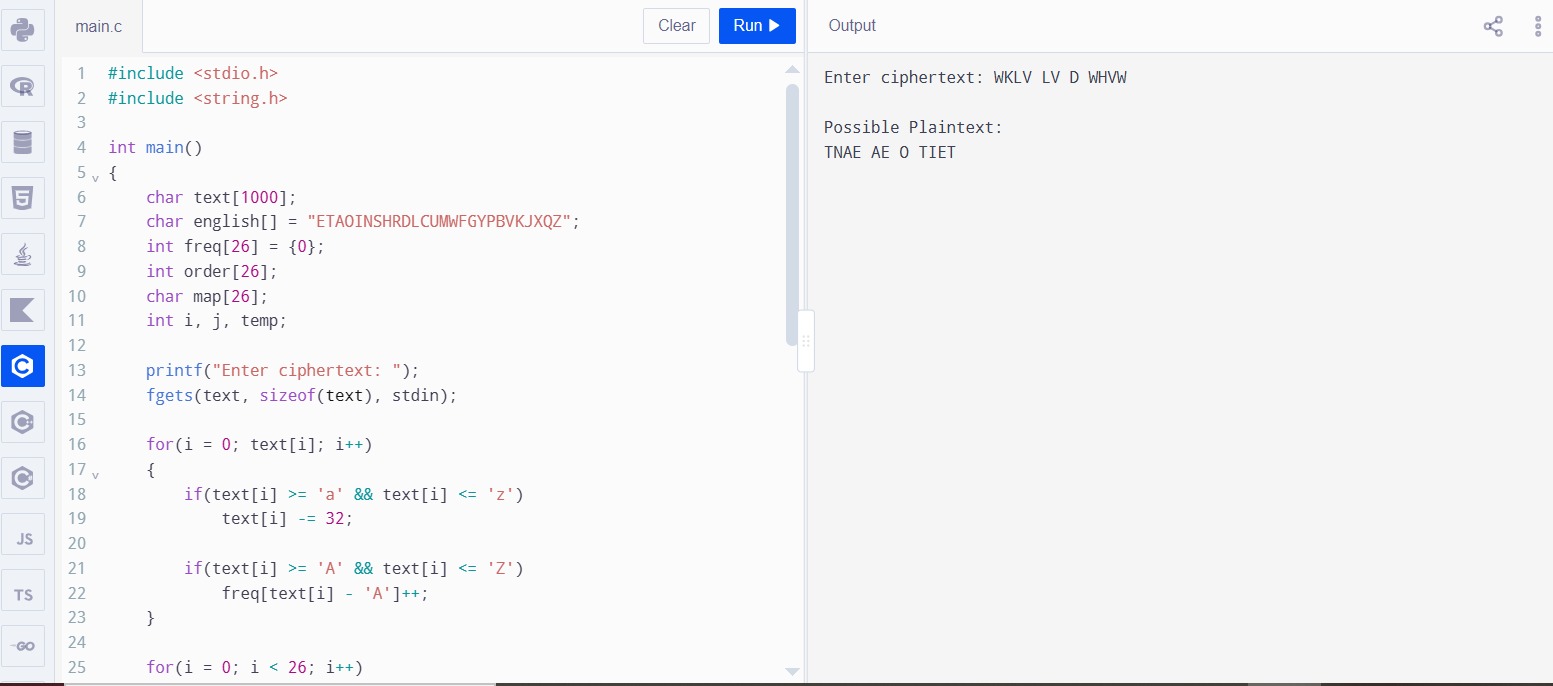 main.c
Clear
Run
Output
1 #include <stdio.h>
2 #include <string.h>
3
4 int main()
5 {
6     char text[1000];
7     char english[] = "ETAOINSHRDLCUMWFGYPBVKJXQZ";
8     int freq[26] = {0};
9     int order[26];
10     char map[26];
11     int i, j, temp;
12
13     printf("Enter ciphertext: ");
14     fgets(text, sizeof(text), stdin);
15
16     for(i = 0; text[i]; i++)
17     {
18         if(text[i] >= 'a' && text[i] <= 'z')
19             text[i] -= 32;
20
21         if(text[i] >= 'A' && text[i] <= 'Z')
22             freq[text[i] - 'A']++;
23     }
24
25     for(i = 0; i < 26; i++)
Enter ciphertext: WKLV LV D WHVW
Possible Plaintext:
TNAE AE O TIET
R
5
C
C
C
JS
TS
GO